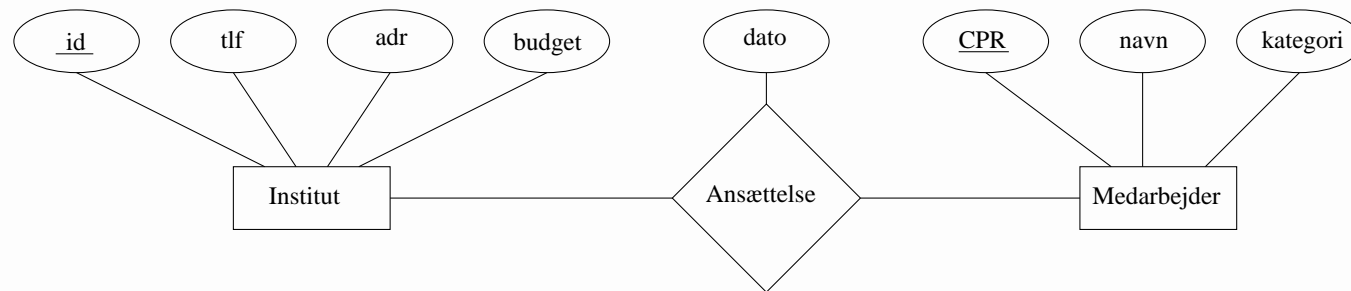 id
tlf
adr
budget
dato
CPR
navn
kategori
Institut
Ansættelse
Medarbejder